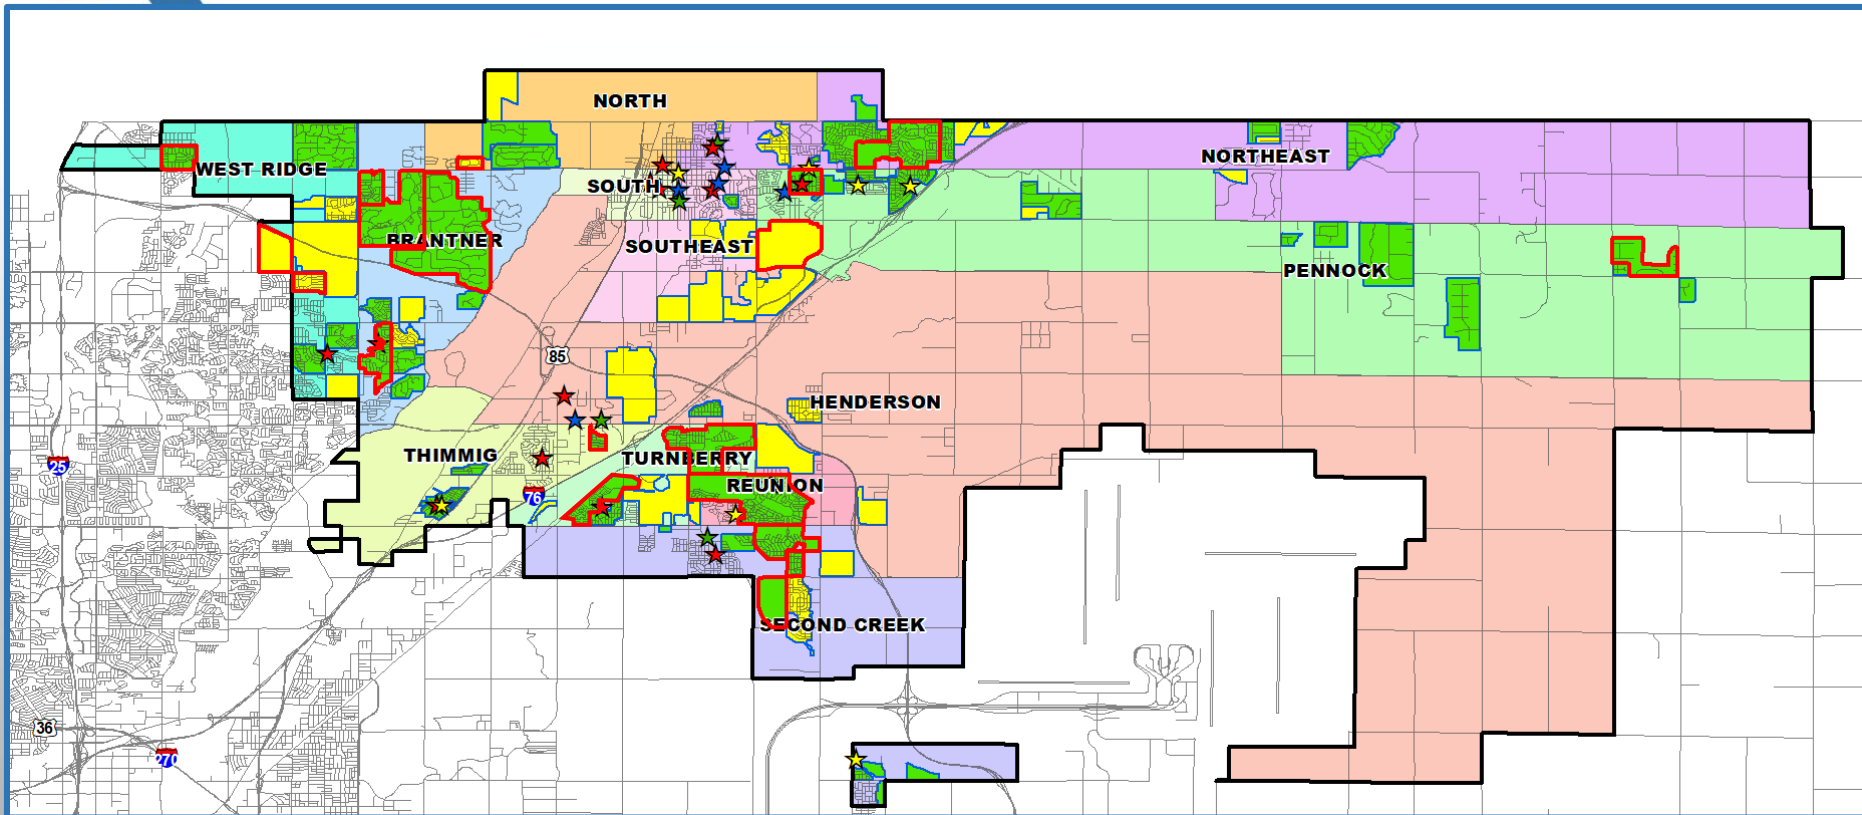 NORTH
WEST RIDGE
NORTHEAST
SOUTH
BRANTNER
SOUTHEAST
PENNOCK
85
HENDERSON
THIMMIG
TURNBERRY
25
REUNION
76
SECOND CREEK
36
270